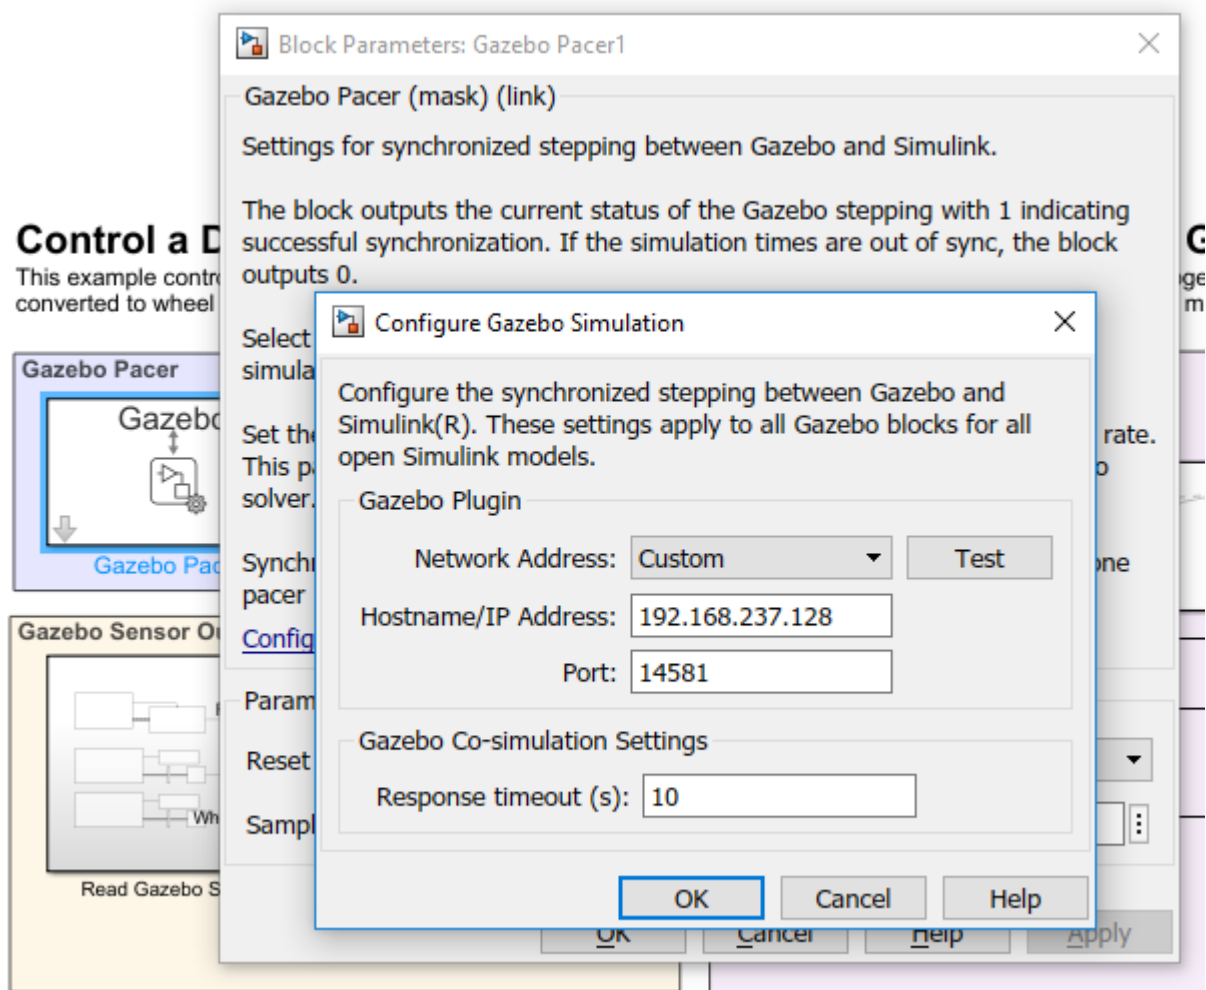 Block Parameters: Gazebo Pacer1
Gazebo Pacer (mask) (link)
Settings for synchronized stepping between Gazebo and Simulink.
The block outputs the current status of the Gazebo stepping with 1 indicating
successful synchronization. If the simulation times are out of sync, the block
outputs 0.
Control a D
This example contro
converted to wheel
Select
simula
Set the
rate.
This pa
solver.
Synchr
one
pacer
Config
Param
Reset
Sampl
OK
Cancel
Help
Apply
Configure Gazebo Simulation
Configure the synchronized stepping between Gazebo and
Simulink(R). These settings apply to all Gazebo blocks for all
open Simulink models.
Gazebo Plugin
Network Address: Custom Test
Hostname/IP Address: 192.168.237.128
Port: 14581
Gazebo Co-simulation Settings
Response timeout (s): 10
OK Cancel Help
Gazebo Pacer
Gazebo
Gazebo Pac
Gazebo Sensor Ou
Wh
Read Gazebo S
G
m